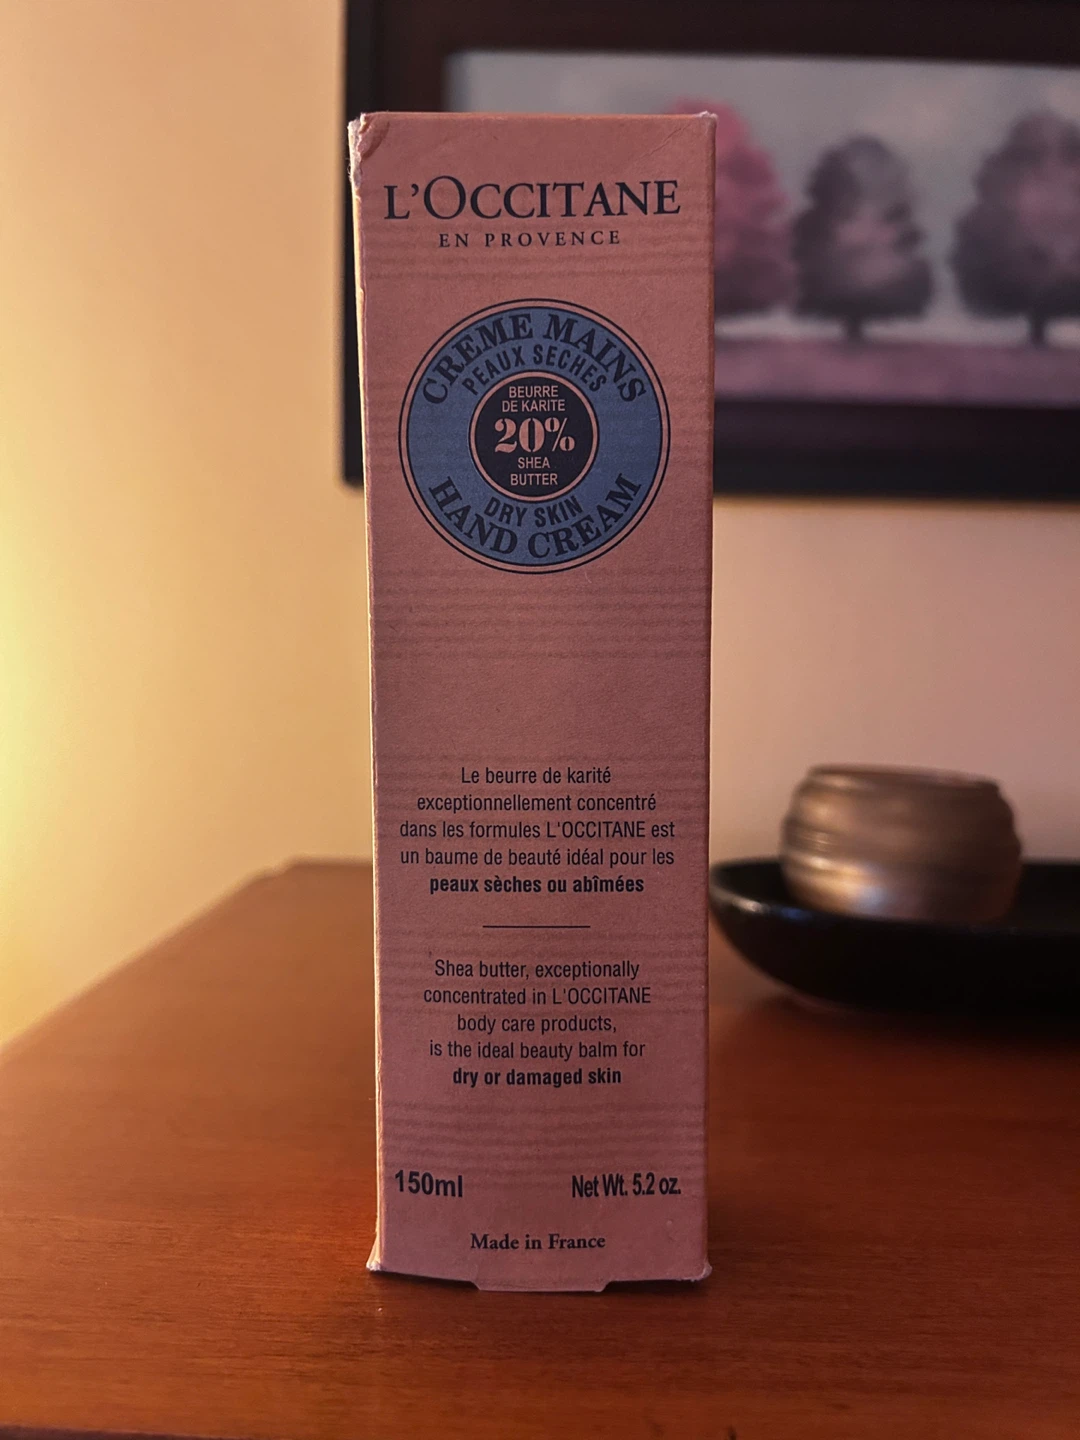 L'OCCITANE
EN PROVENCE
CREME MAINS
PEAUX SECHES
BEURRE
DE KARITE
20%
SHEA
BUTTER
DRY SKIN
HAND CREAM
Le beurre de karité
exceptionnellement concentré
dans les formules L'OCCITANE est
un baume de beauté idéal pour les
peaux sèches ou abîmées
Shea butter, exceptionally
concentrated in L'OCCITANE
body care products,
is the ideal beauty balm for
dry or damaged skin
150ml Net Wt. 5.2 oz.
Made in France